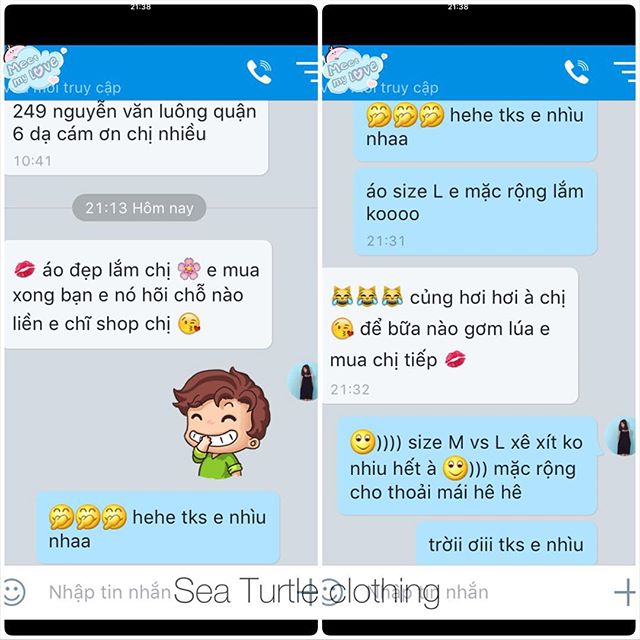 21:38
Meet
my LOVE
mới truy cập
249 nguyễn văn luông quận
6 dạ cám ơn chị nhiều
10:41
21:13 Hôm nay
💋 áo đẹp lắm chị 🌸 e mua
xong bạn e nó hõi chỗ nào
liền e chĩ shop chị 😘
🤭🤭🤭 hehe tks e nhìu
nhaa
Nhập tin nhắn
21:38
Meet
my LOVE
mới truy cập
🤭🤭🤭 hehe tks e nhìu
nhaa
áo size L e mặc rộng lắm
koooo
21:31
😹😹😹 củng hơi hơi à chị
😘 để bữa nào gơm lúa e
mua chị tiếp 💋
21:32
🙂)))) size M vs L xê xít ko
nhiu hết à 🙂))) mặc rộng
cho thoải mái hê hê
trờii ơiii tks e nhìu
Nhập tin nhắn
Sea Turtle clothing